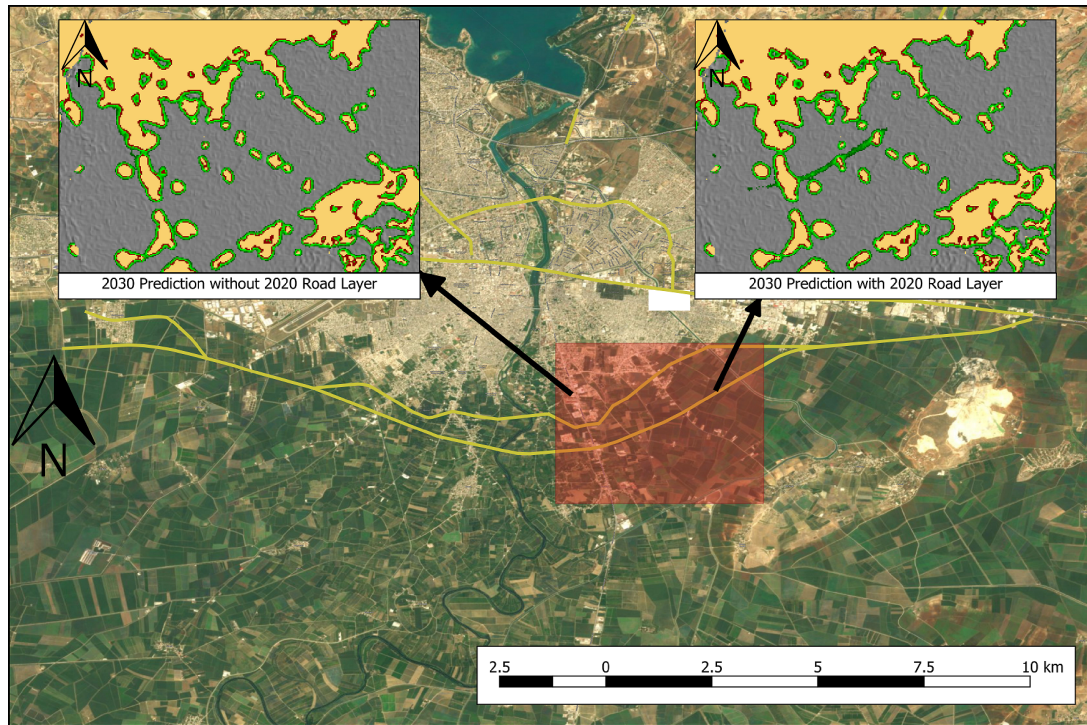 N
N
2030 Prediction without 2020 Road Layer
2030 Prediction with 2020 Road Layer
N
2.5 0 2.5 5 7.5 10 km